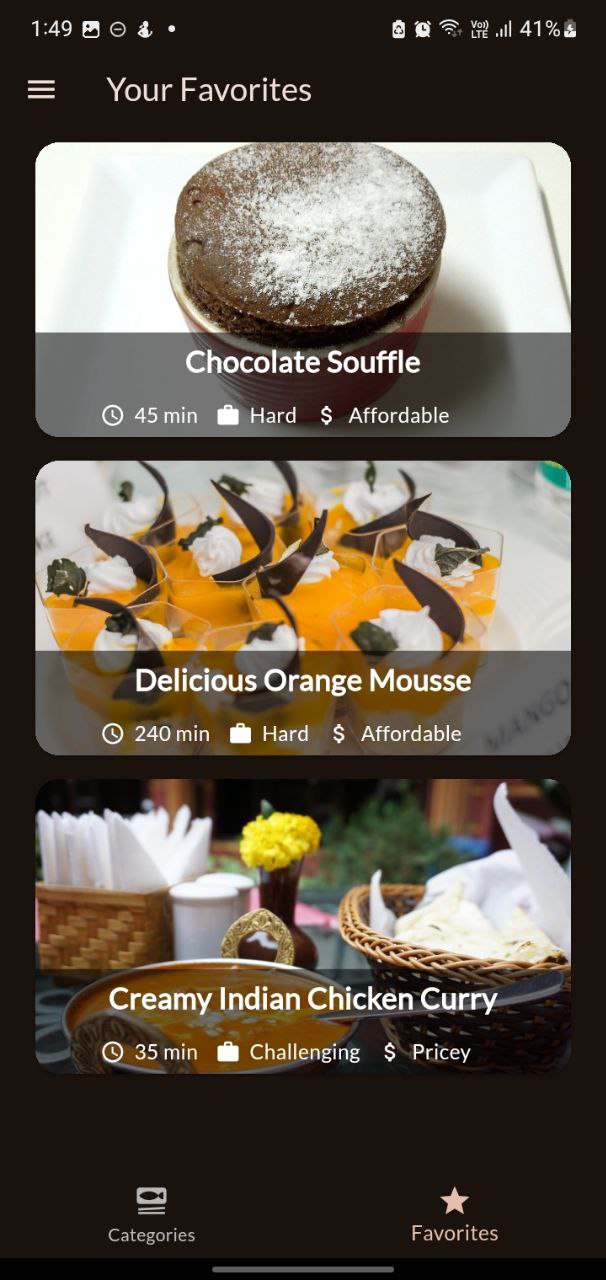 1:49 Vo)) LTE 41%
Your Favorites
Chocolate Souffle
45 min Hard $ Affordable
Delicious Orange Mousse
MANGO
240 min Hard $ Affordable
Creamy Indian Chicken Curry
35 min Challenging $ Pricey
Categories Favorites